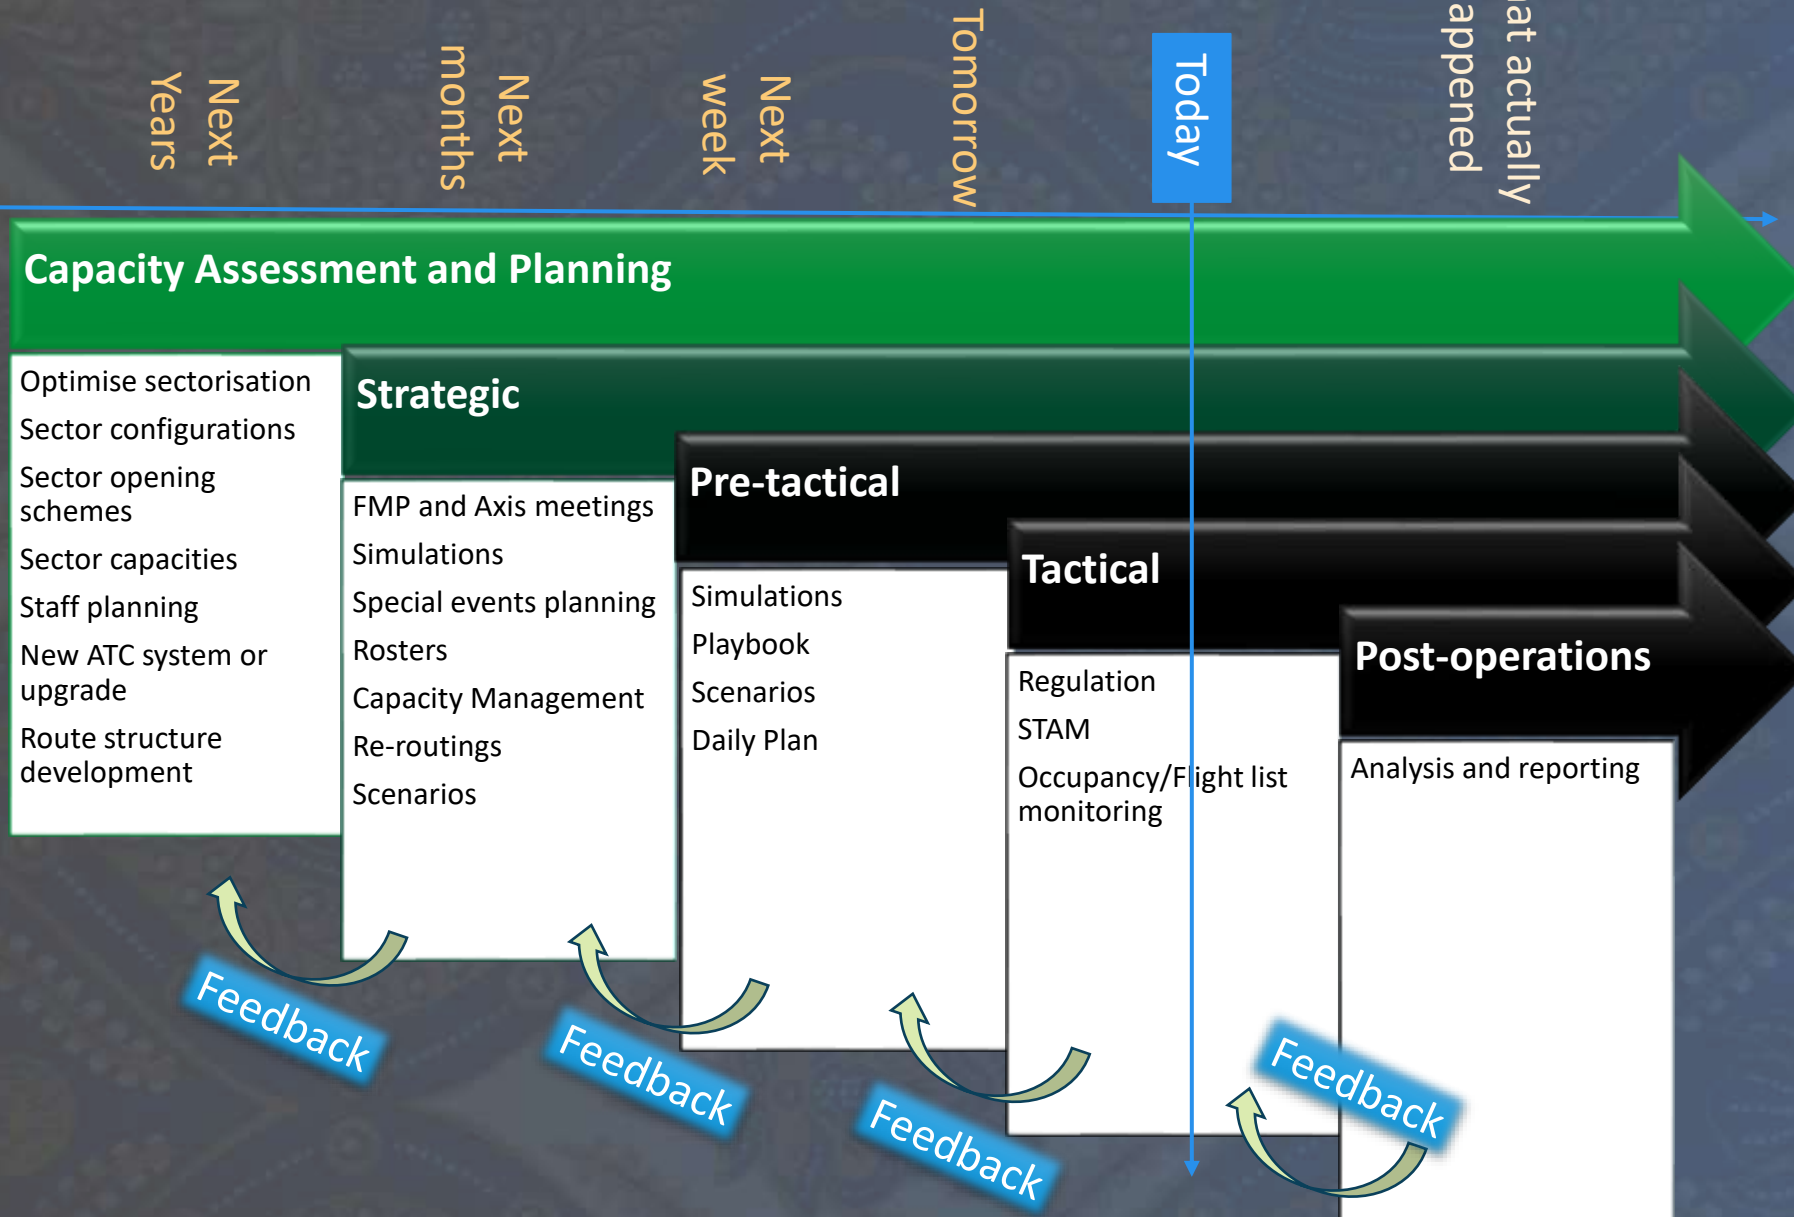 Next
Years
Next
months
Next
week
Tomorrow
Today
actually
Capacity Assessment and Planning
Optimise sectorisation
Sector configurations
Sector opening
schemes
Sector capacities
Staff planning
New ATC system or
upgrade
Route structure
development
Strategic
FMP and Axis meetings
Simulations
Special events planning
Rosters
Capacity Management
Re-routings
Scenarios
Pre-tactical
Simulations
Playbook
Scenarios
Daily Plan
Tactical
Regulation
STAM
Occupancy/Flight list
monitoring
Post-operations
Analysis and reporting
Feedback
Feedback
Feedback
Feedback